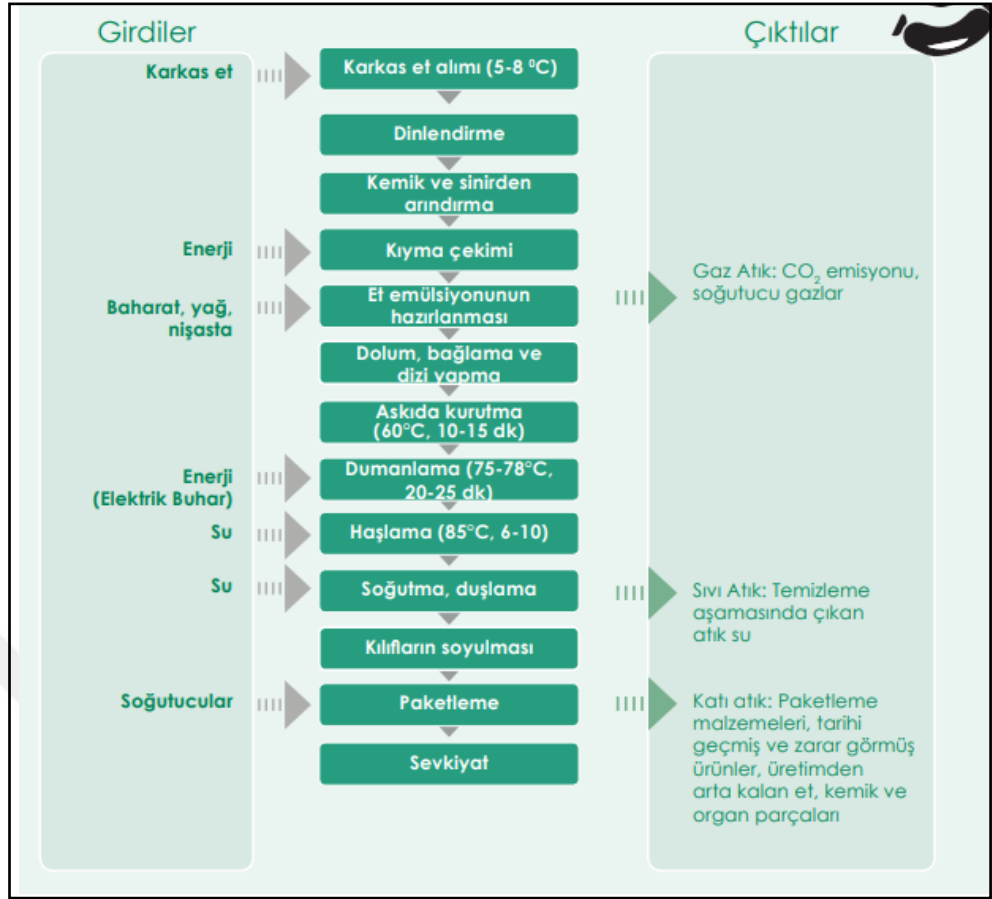 Girdiler
Çıktılar
Karkas et
Karkas et alımı (5-8 ⁰C)
Dinlendirme
Kemik ve sinirden
arındırma
Enerji
Kıyma çekimi
Baharat, yağ,
nişasta
Et emülsiyonunun
hazırlanması
Gaz Atık: CO₂ emisyonu,
soğutucu gazlar
Dolum, bağlama ve
dizi yapma
Askıda kurutma
(60°C, 10-15 dk)
Enerji
(Elektrik Buhar)
Dumanlama (75-78°C,
20-25 dk)
Su
Haşlama (85°C, 6-10)
Su
Soğutma, duşlama
Sıvı Atık: Temizleme
aşamasında çıkan
atık su
Kılıfların soyulması
Soğutucular
Paketleme
Katı atık: Paketleme
malzemeleri, tarihi
geçmiş ve zarar görmüş
ürünler, üretimden
arta kalan et, kemik ve
organ parçaları
Sevkiyat